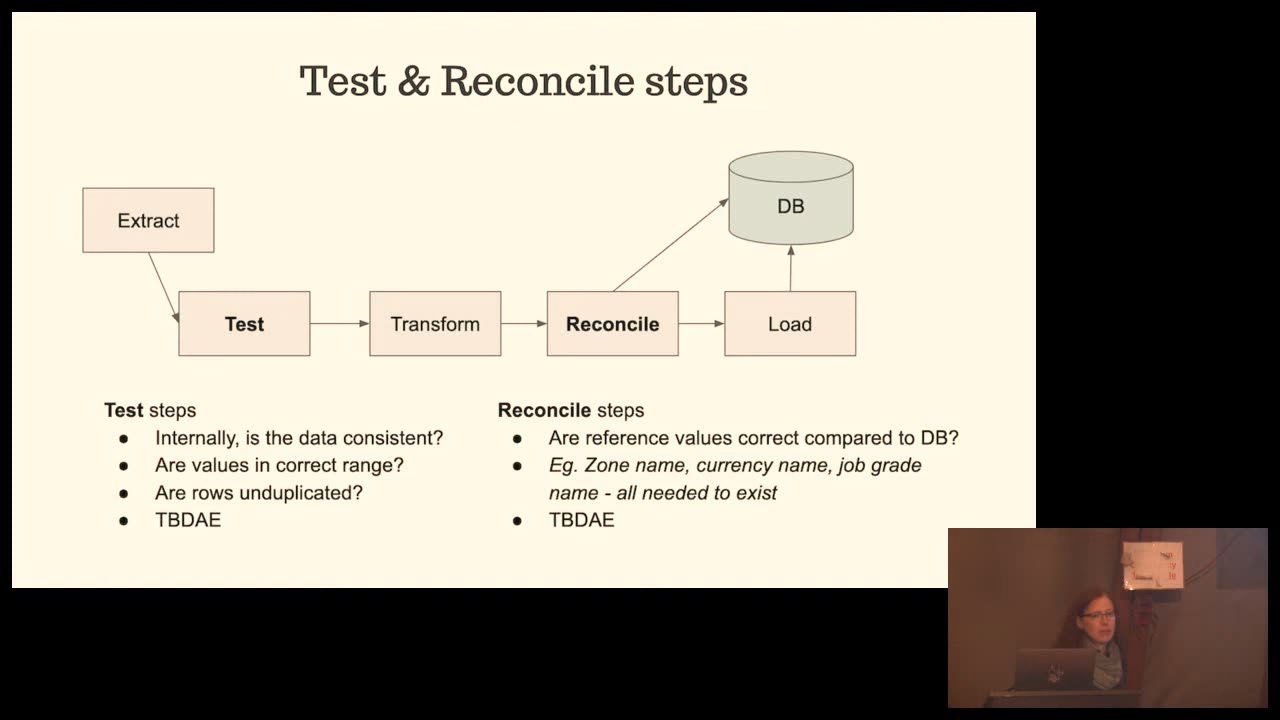 Test & Reconcile steps
DB
Extract
Test
Transform
Reconcile
Load
Test steps
● Internally, is the data consistent?
● Are values in correct range?
● Are rows unduplicated?
● TBDAE
Reconcile steps
● Are reference values correct compared to DB?
● Eg. Zone name, currency name, job grade
name - all needed to exist
● TBDAE